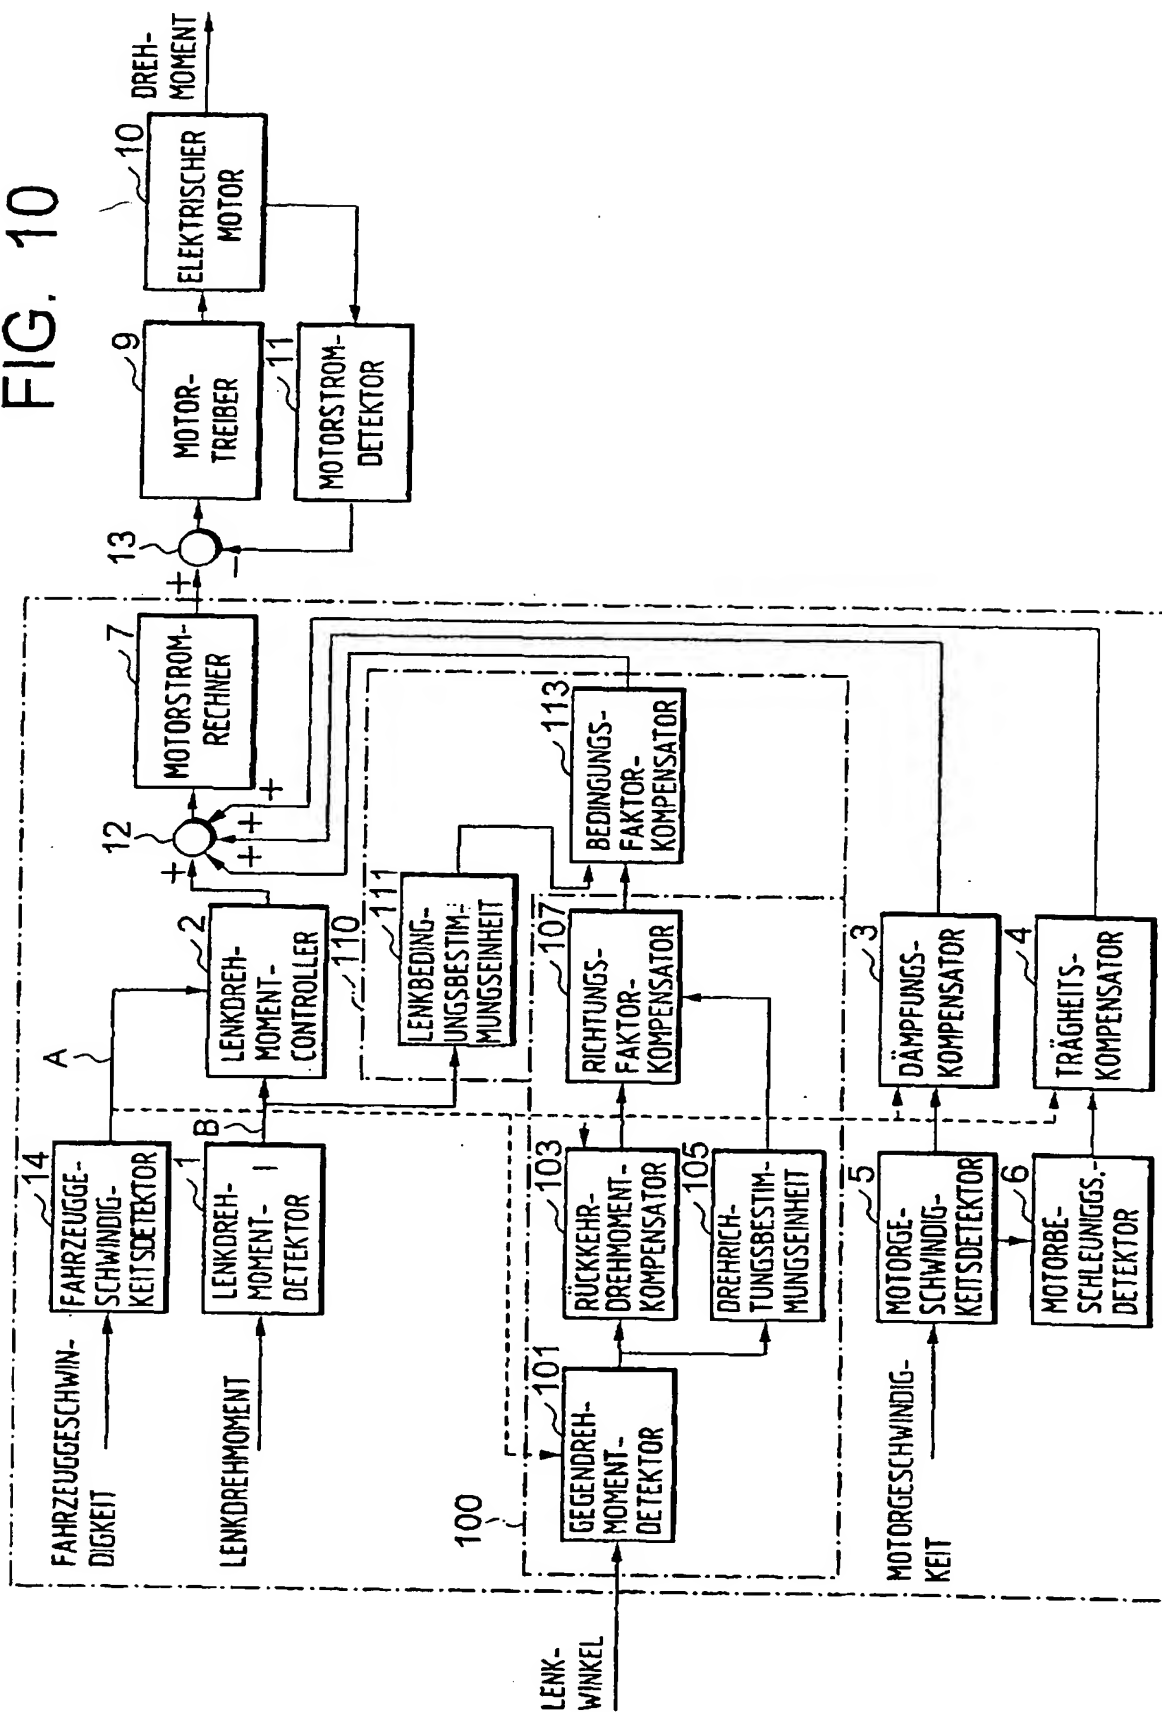 FIG. 10
FAHRZEUGGESCHWIN-
DIGKEIT
14
FAHRZEUGGE-
SCHWINDIG-
KEITSDETEKTOR
A
LENKDREHMOMENT
1
LENKDREH-
MOMENT-
DETEKTOR
B
2
LENKDREH-
MOMENT-
CONTROLLER
12
+
+
+
+
7
MOTORSTROM-
RECHNER
13
+
−
9
MOTOR-
TREIBER
10
ELEKTRISCHER
MOTOR
DREH-
MOMENT
11
MOTORSTROM-
DETEKTOR
110
111
LENKBEDING-
UNGSBESTIM-
MUNGSEINHEIT
LENK-
WINKEL
100
101
GEGENDREH-
MOMENT-
DETEKTOR
103
RÜCKKEHR-
DREHMOMENT-
KOMPENSATOR
105
DREHRICH-
TUNGSBESTIM-
MUNGSEINHEIT
107
RICHTUNGS-
FAKTOR-
KOMPENSATOR
113
BEDINGUNGS-
FAKTOR-
KOMPENSATOR
MOTORGESCHWINDIG-
KEIT
5
MOTORGE-
SCHWINDIG-
KEITSDETEKTOR
6
MOTORBE-
SCHLEUNIGGS.-
DETEKTOR
3
DÄMPFUNGS-
KOMPENSATOR
4
TRÄGHEITS-
KOMPENSATOR